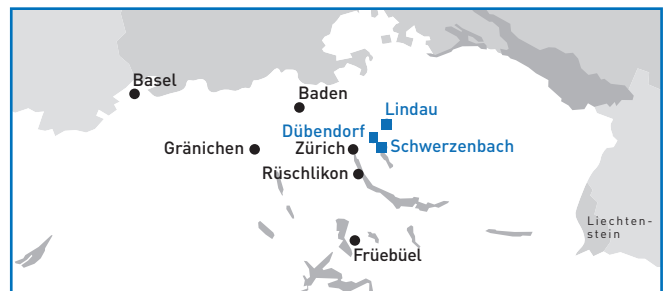 Basel
Baden
Lindau
Dübendorf
Gränichen
Zürich
Schwerzenbach
Rüschlikon
Liechten-
stein
Früebüel